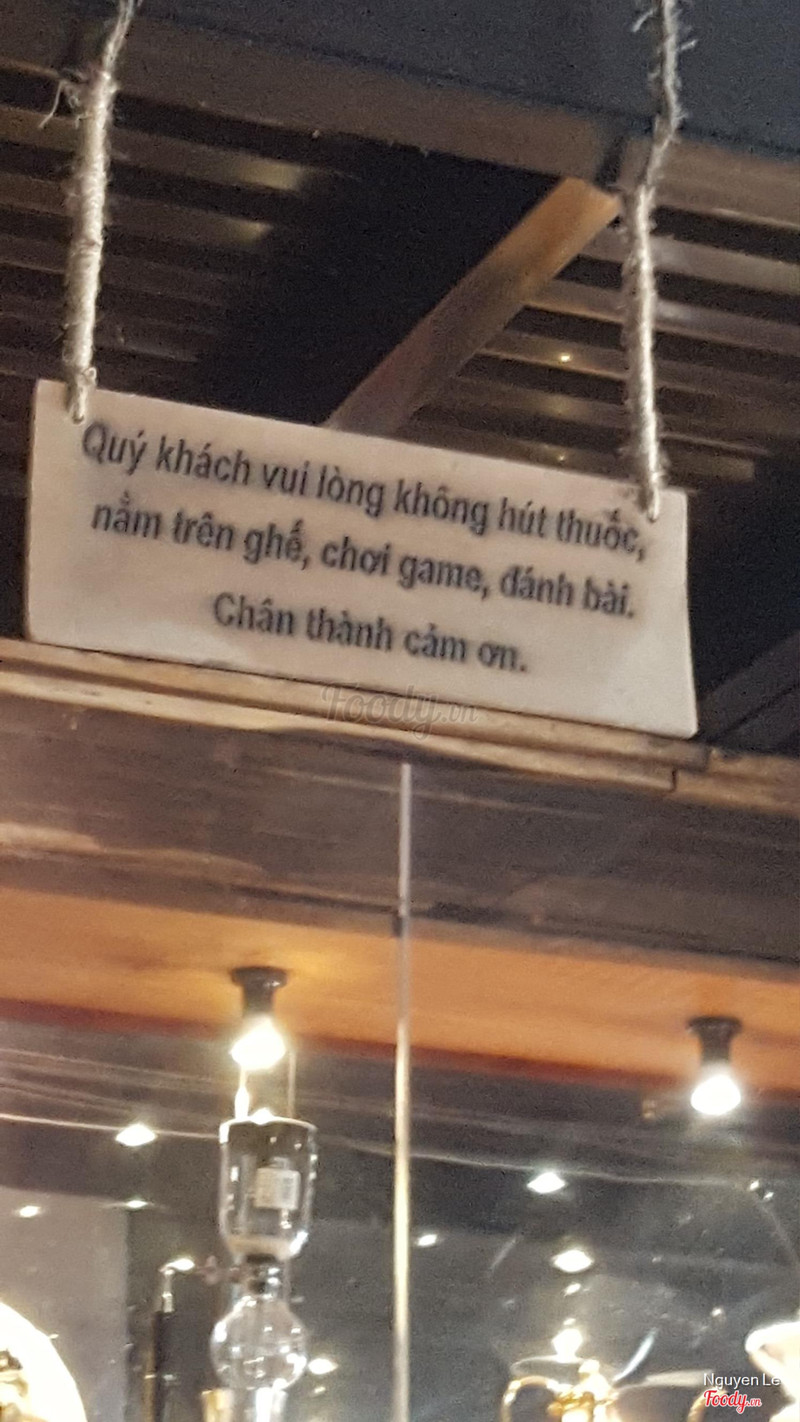 Quý khách vui lòng không hút thuốc,
nằm trên ghế, chơi game, đánh bài.
Chân thành cảm ơn.
Foody.vn
Nguyen Le
Foody.vn